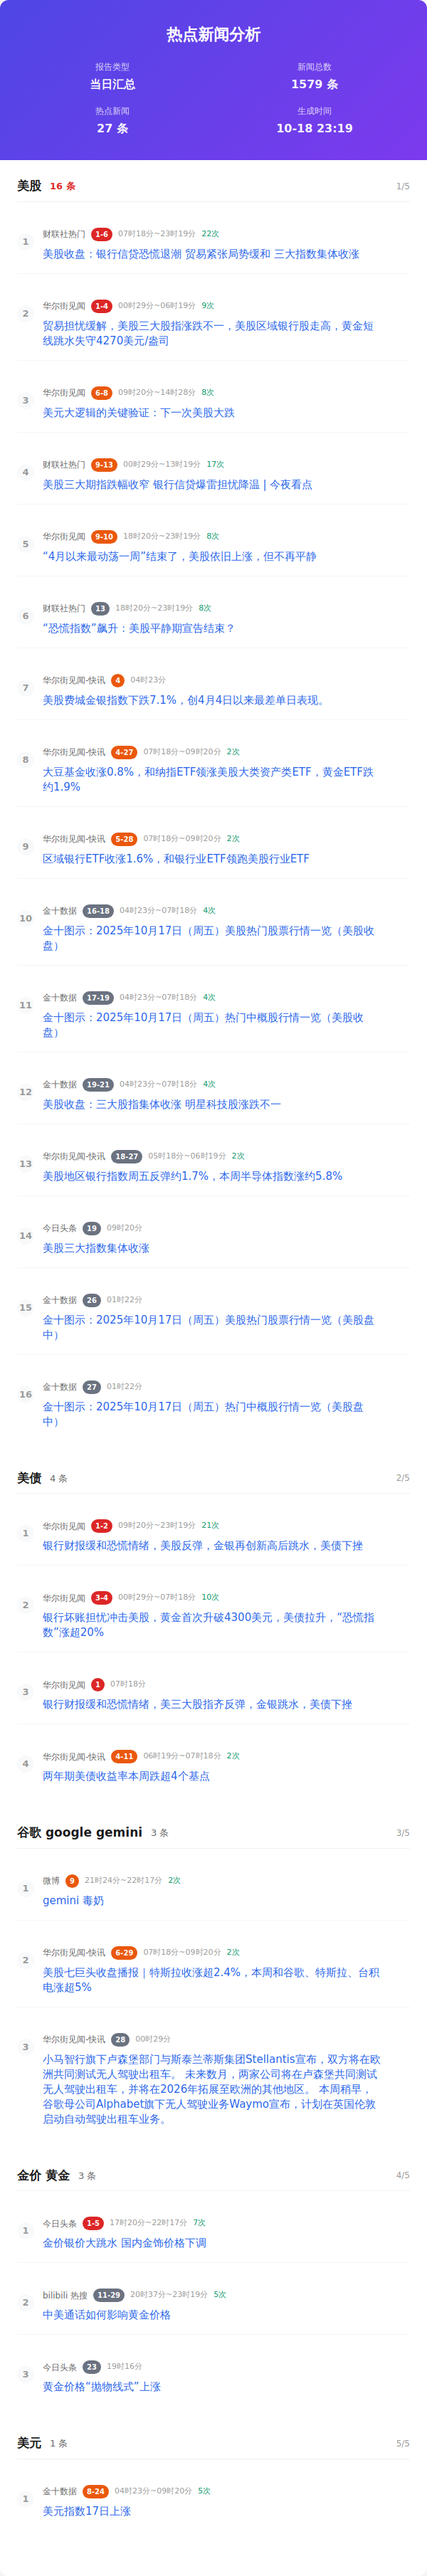 热点新闻分析
报告类型
新闻总数
当日汇总
1579 条
热点新闻
生成时间
27 条
10-18 23:19
美股 16 条 1/5
1
财联社热门 1-6 07时18分~23时19分 22次
美股收盘：银行信贷恐慌退潮 贸易紧张局势缓和 三大指数集体收涨
2
华尔街见闻 1-4 00时29分~06时19分 9次
贸易担忧缓解，美股三大股指涨跌不一，美股区域银行股走高，黄金短
线跳水失守4270美元/盎司
3
华尔街见闻 6-8 09时20分~14时28分 8次
美元大逻辑的关键验证：下一次美股大跌
4
财联社热门 9-13 00时29分~13时19分 17次
美股三大期指跌幅收窄 银行信贷爆雷担忧降温 | 今夜看点
5
华尔街见闻 9-10 18时20分~23时19分 8次
“4月以来最动荡一周”结束了，美股依旧上涨，但不再平静
6
财联社热门 13 18时20分~23时19分 8次
“恐慌指数”飙升：美股平静期宣告结束？
7
华尔街见闻-快讯 4 04时23分
美股费城金银指数下跌7.1%，创4月4日以来最差单日表现。
8
华尔街见闻-快讯 4-27 07时18分~09时20分 2次
大豆基金收涨0.8%，和纳指ETF领涨美股大类资产类ETF，黄金ETF跌
约1.9%
9
华尔街见闻-快讯 5-28 07时18分~09时20分 2次
区域银行ETF收涨1.6%，和银行业ETF领跑美股行业ETF
10
金十数据 16-18 04时23分~07时18分 4次
金十图示：2025年10月17日（周五）美股热门股票行情一览（美股收
盘）
11
金十数据 17-19 04时23分~07时18分 4次
金十图示：2025年10月17日（周五）热门中概股行情一览（美股收
盘）
12
金十数据 19-21 04时23分~07时18分 4次
美股收盘：三大股指集体收涨 明星科技股涨跌不一
13
华尔街见闻-快讯 18-27 05时18分~06时19分 2次
美股地区银行指数周五反弹约1.7%，本周半导体指数涨约5.8%
14
今日头条 19 09时20分
美股三大指数集体收涨
15
金十数据 26 01时22分
金十图示：2025年10月17日（周五）美股热门股票行情一览（美股盘
中）
16
金十数据 27 01时22分
金十图示：2025年10月17日（周五）热门中概股行情一览（美股盘
中）
美债 4 条 2/5
1
华尔街见闻 1-2 09时20分~23时19分 21次
银行财报缓和恐慌情绪，美股反弹，金银再创新高后跳水，美债下挫
2
华尔街见闻 3-4 00时29分~07时18分 10次
银行坏账担忧冲击美股，黄金首次升破4300美元，美债拉升，“恐慌指
数”涨超20%
3
华尔街见闻 1 07时18分
银行财报缓和恐慌情绪，美三大股指齐反弹，金银跳水，美债下挫
4
华尔街见闻-快讯 4-11 06时19分~07时18分 2次
两年期美债收益率本周跌超4个基点
谷歌 google gemini 3 条 3/5
1
微博 9 21时24分~22时17分 2次
gemini 毒奶
2
华尔街见闻-快讯 6-29 07时18分~09时20分 2次
美股七巨头收盘播报｜特斯拉收涨超2.4%，本周和谷歌、特斯拉、台积
电涨超5%
3
华尔街见闻-快讯 28 00时29分
小马智行旗下卢森堡部门与斯泰兰蒂斯集团Stellantis宣布，双方将在欧
洲共同测试无人驾驶出租车。 未来数月，两家公司将在卢森堡共同测试
无人驾驶出租车，并将在2026年拓展至欧洲的其他地区。 本周稍早，
谷歌母公司Alphabet旗下无人驾驶业务Waymo宣布，计划在英国伦敦
启动自动驾驶出租车业务。
金价 黄金 3 条 4/5
1
今日头条 1-5 17时20分~22时17分 7次
金价银价大跳水 国内金饰价格下调
2
bilibili 热搜 11-29 20时37分~23时19分 5次
中美通话如何影响黄金价格
3
今日头条 23 19时16分
黄金价格“抛物线式”上涨
美元 1 条 5/5
1
金十数据 8-24 04时23分~09时20分 5次
美元指数17日上涨